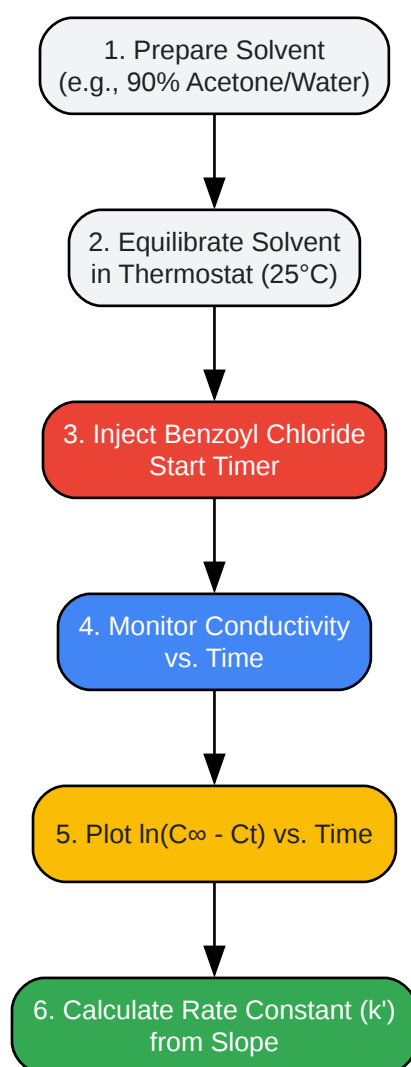 1. Prepare Solvent
(e.g., 90% Acetone/Water)
2. Equilibrate Solvent
in Thermostat (25°C)
3. Inject Benzoyl Chloride
Start Timer
4. Monitor Conductivity
vs. Time
5. Plot ln(C∞ - Ct) vs. Time
6. Calculate Rate Constant (k')
from Slope